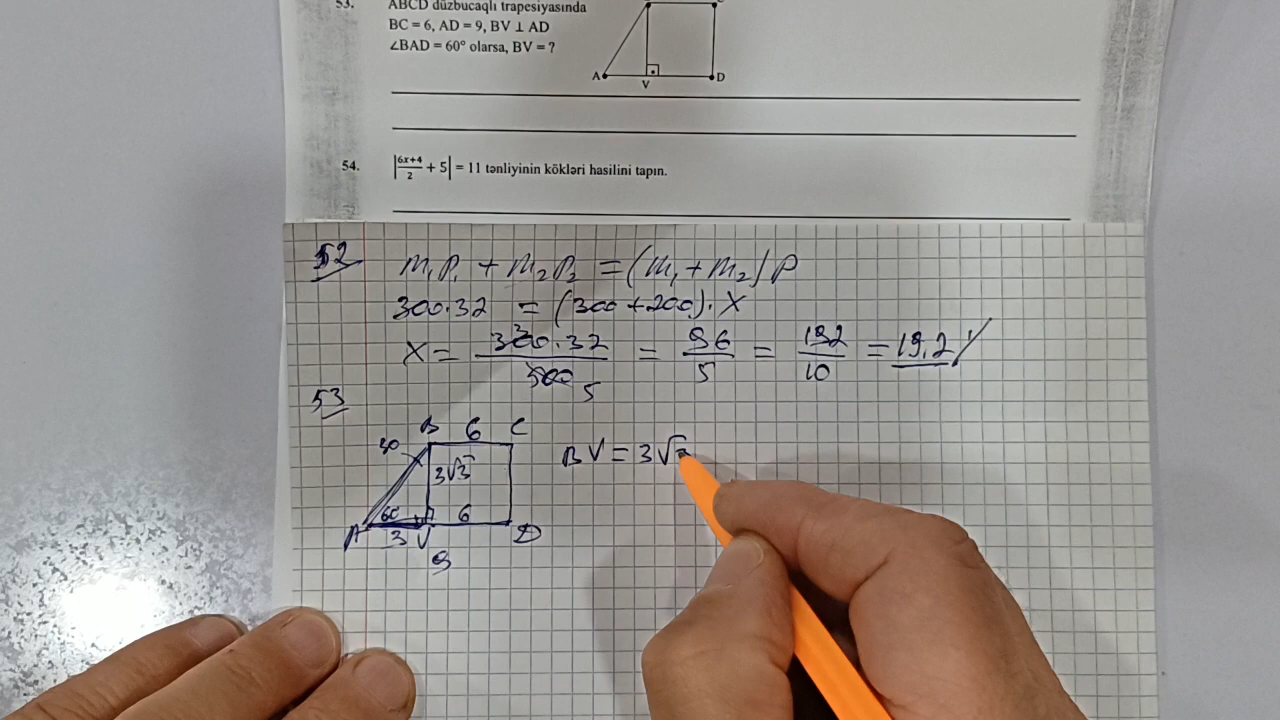 53. ABCD düzbucaqlı trapesiyasında
BC = 6, AD = 9, BV ⊥ AD
∠BAD = 60° olarsa, BV = ?
A V D
54. |6x+4/2 + 5| = 11 tənliyinin kökləri hasilini tapın.
52 m₁P₁ + m₂P₂ = (m₁ + m₂)P
300·32 = (300+200)·X
X = 300·32/500 = 96/5 = 192/10 = 19,2
3 5
53
B 6 C
30 3√3 BV = 3√
60 6
A 3 V D
9